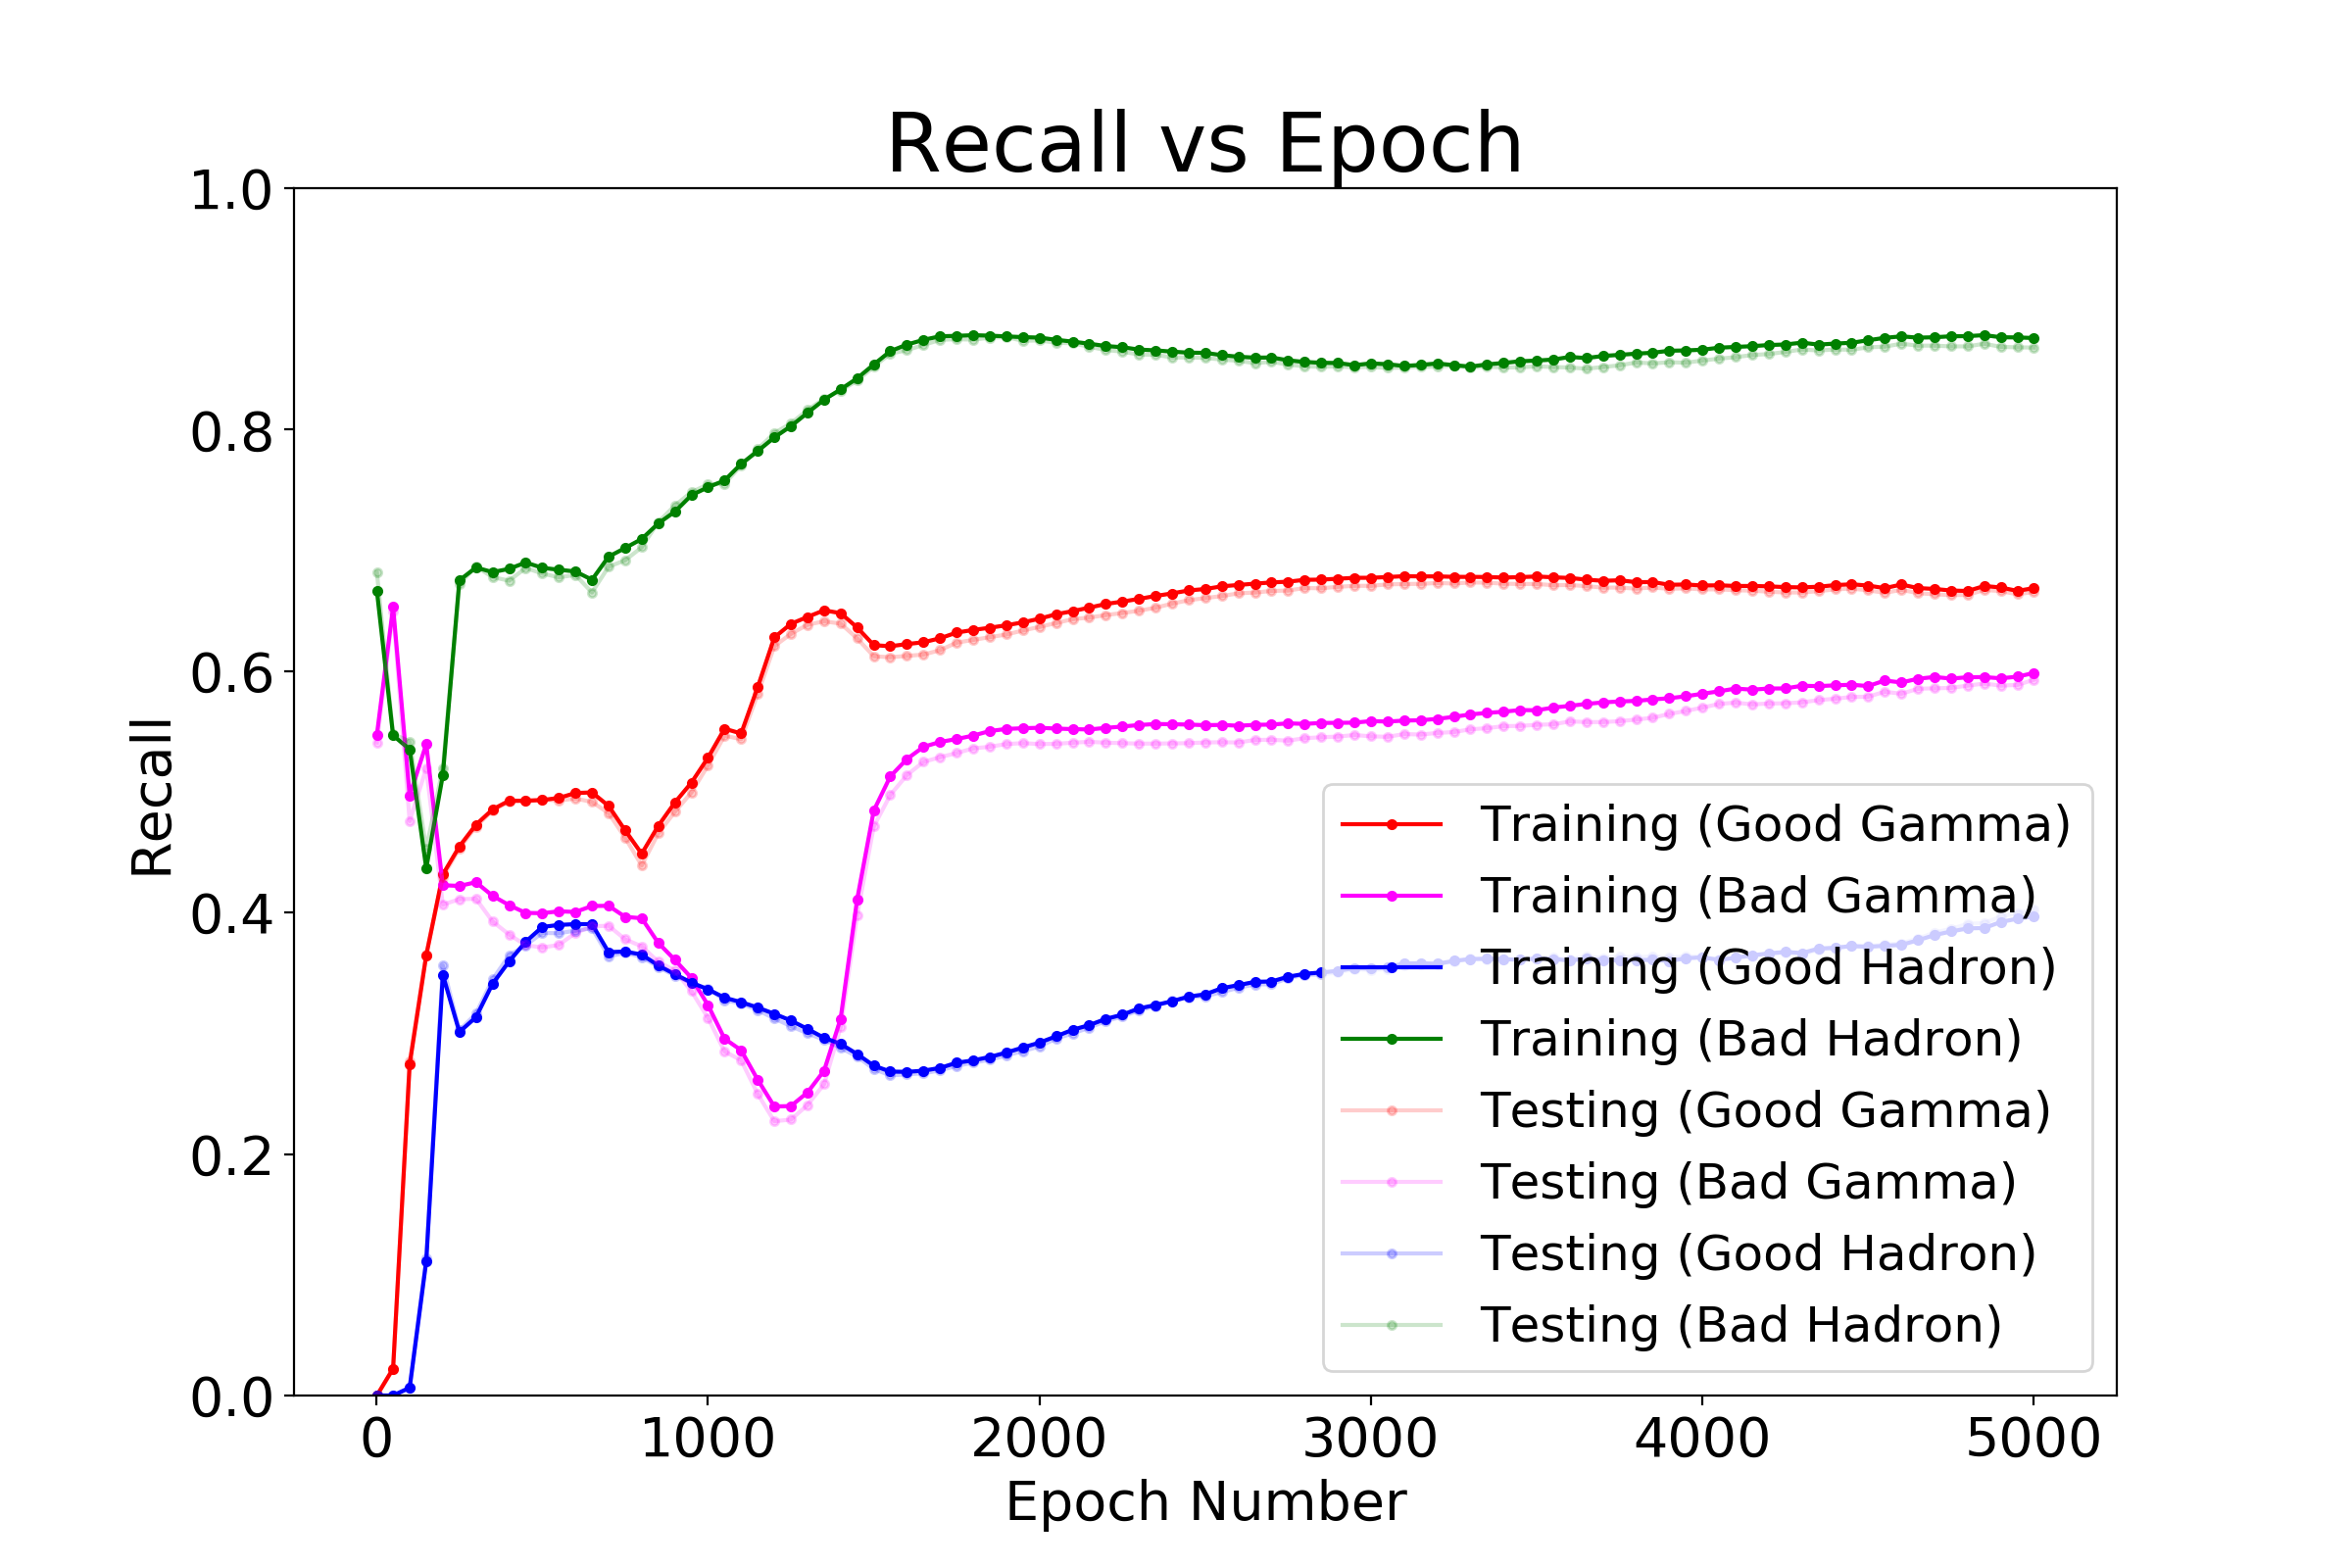 Recall vs Epoch
1.0
0.8
0.6
0.4
0.2
0.0
Recall
Training (Good Gamma)
Training (Bad Gamma)
Training (Good Hadron)
Training (Bad Hadron)
Testing (Good Gamma)
Testing (Bad Gamma)
Testing (Good Hadron)
Testing (Bad Hadron)
0 1000 2000 3000 4000 5000
Epoch Number